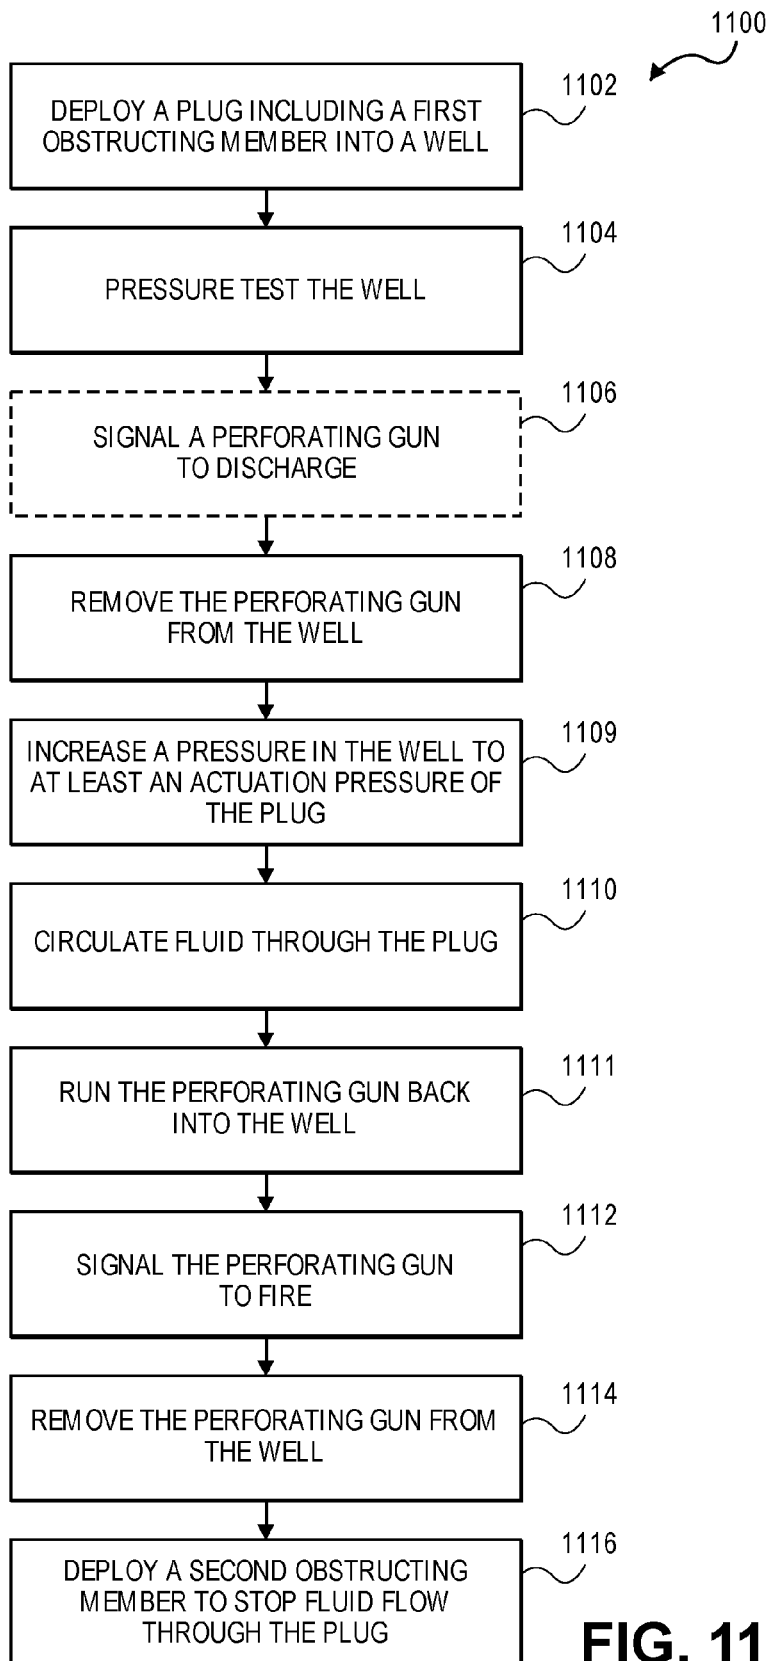 1100
DEPLOY A PLUG INCLUDING A FIRST
OBSTRUCTING MEMBER INTO A WELL
1102
PRESSURE TEST THE WELL
1104
SIGNAL A PERFORATING GUN
TO DISCHARGE
1106
REMOVE THE PERFORATING GUN
FROM THE WELL
1108
INCREASE A PRESSURE IN THE WELL TO
AT LEAST AN ACTUATION PRESSURE OF
THE PLUG
1109
CIRCULATE FLUID THROUGH THE PLUG
1110
RUN THE PERFORATING GUN BACK
INTO THE WELL
1111
SIGNAL THE PERFORATING GUN
TO FIRE
1112
REMOVE THE PERFORATING GUN FROM
THE WELL
1114
DEPLOY A SECOND OBSTRUCTING
MEMBER TO STOP FLUID FLOW
THROUGH THE PLUG
1116
FIG. 11